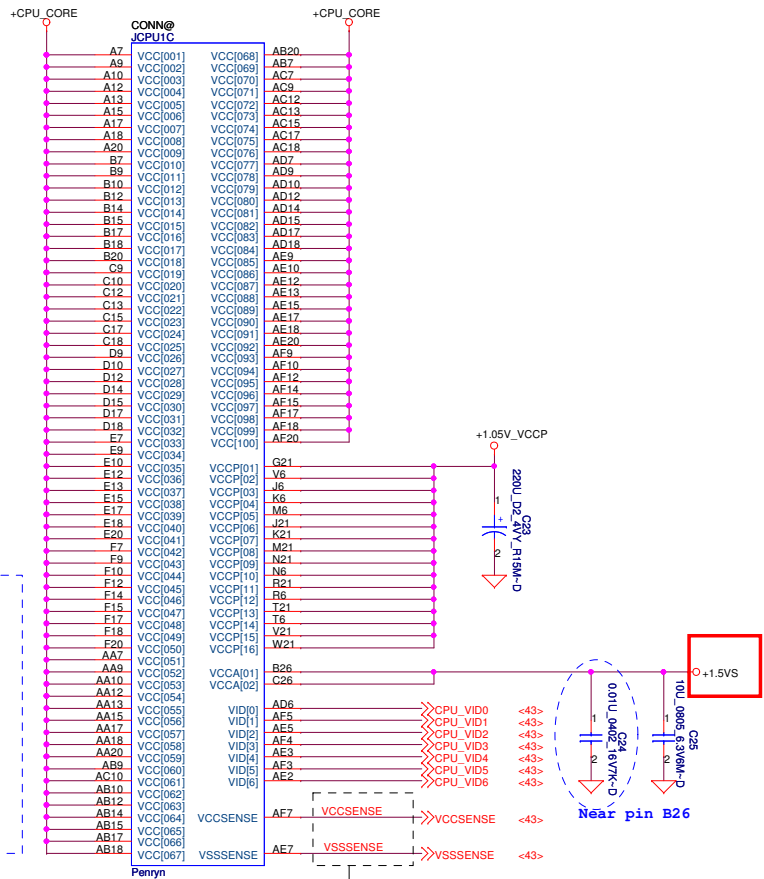 +CPU_CORE +CPU_CORE
CONN@
JCPU1C
A7 VCC[001] VCC[068] AB20
A9 VCC[002] VCC[069] AB7
A10 VCC[003] VCC[070] AC7
A12 VCC[004] VCC[071] AC9
A13 VCC[005] VCC[072] AC12
A15 VCC[006] VCC[073] AC13
A17 VCC[007] VCC[074] AC15
A18 VCC[008] VCC[075] AC17
A20 VCC[009] VCC[076] AC18
B7 VCC[010] VCC[077] AD7
B9 VCC[011] VCC[078] AD9
B10 VCC[012] VCC[079] AD10
B12 VCC[013] VCC[080] AD12
B14 VCC[014] VCC[081] AD14
B15 VCC[015] VCC[082] AD15
B17 VCC[016] VCC[083] AD17
B18 VCC[017] VCC[084] AD18
B20 VCC[018] VCC[085] AE9
C9 VCC[019] VCC[086] AE10
C10 VCC[020] VCC[087] AE12
C12 VCC[021] VCC[088] AE13
C13 VCC[022] VCC[089] AE15
C15 VCC[023] VCC[090] AE17
C17 VCC[024] VCC[091] AE18
C18 VCC[025] VCC[092] AE20
D9 VCC[026] VCC[093] AF9
D10 VCC[027] VCC[094] AF10
D12 VCC[028] VCC[095] AF12
D14 VCC[029] VCC[096] AF14
D15 VCC[030] VCC[097] AF15
D17 VCC[031] VCC[098] AF17
D18 VCC[032] VCC[099] AF18
E7 VCC[033] VCC[100] AF20
E9 VCC[034]
E10 VCC[035] VCCP[01] G21
E12 VCC[036] VCCP[02] V6
E13 VCC[037] VCCP[03] J6
E15 VCC[038] VCCP[04] K6
E17 VCC[039] VCCP[05] M6
E18 VCC[040] VCCP[06] J21
E20 VCC[041] VCCP[07] K21
F7 VCC[042] VCCP[08] M21
F9 VCC[043] VCCP[09] N21
F10 VCC[044] VCCP[10] N6
F12 VCC[045] VCCP[11] R21
F14 VCC[046] VCCP[12] R6
F15 VCC[047] VCCP[13] T21
F17 VCC[048] VCCP[14] T6
F18 VCC[049] VCCP[15] V21
F20 VCC[050] VCCP[16] W21
AA7 VCC[051]
AA9 VCC[052] VCCA[01] B26
AA10 VCC[053] VCCA[02] C26
AA12 VCC[054]
AA13 VCC[055] VID[0] AD6 CPU_VID0 <43>
AA15 VCC[056] VID[1] AF5 CPU_VID1 <43>
AA17 VCC[057] VID[2] AE5 CPU_VID2 <43>
AA18 VCC[058] VID[3] AF4 CPU_VID3 <43>
AA20 VCC[059] VID[4] AE3 CPU_VID4 <43>
AB9 VCC[060] VID[5] AF3 CPU_VID5 <43>
AC10 VCC[061] VID[6] AE2 CPU_VID6 <43>
AB10 VCC[062]
AB12 VCC[063]
AB14 VCC[064] VCCSENSE AF7 VCCSENSE VCCSENSE <43>
AB15 VCC[065]
AB17 VCC[066]
AB18 VCC[067] VSSSENSE AE7 VSSSENSE VSSSENSE <43>
Penryn
+1.05V_VCCP
1
+
2
C23
220U_D2_4VY_R15M~D
+1.5VS
1
2
C24
0.01U_0402_16V7K~D
1
2
C25
10U_0805_6.3V6M~D
Near pin B26